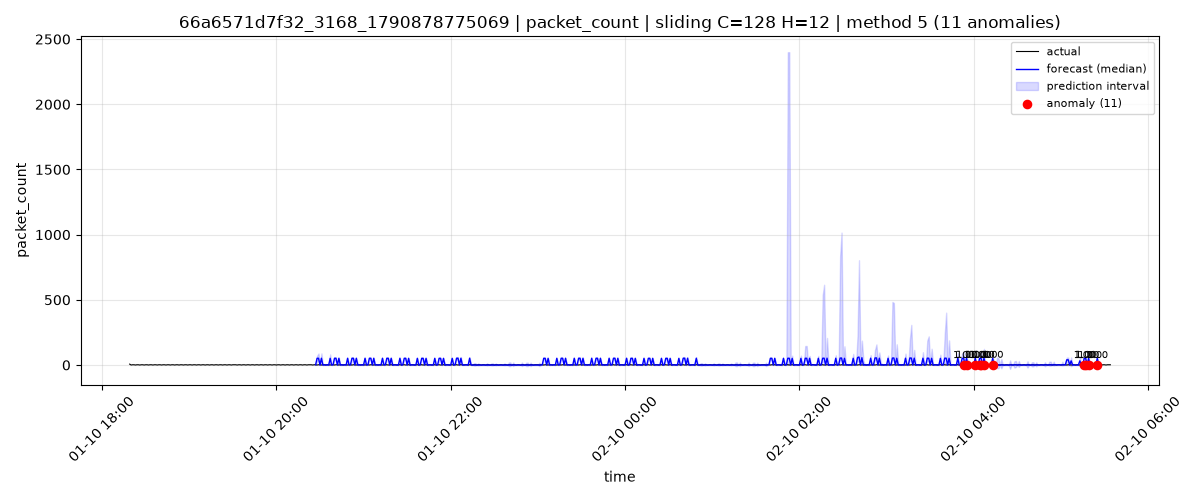 66a6571d7f32_3168_1790878775069 | packet_count | sliding C=128 H=12 | method 5 (11 anomalies)
packet_count
2500
2000
1500
1000
500
0
actual
forecast (median)
prediction interval
anomaly (11)
01-10 18:00
01-10 20:00
01-10 22:00
02-10 00:00
02-10 02:00
02-10 04:00
02-10 06:00
time